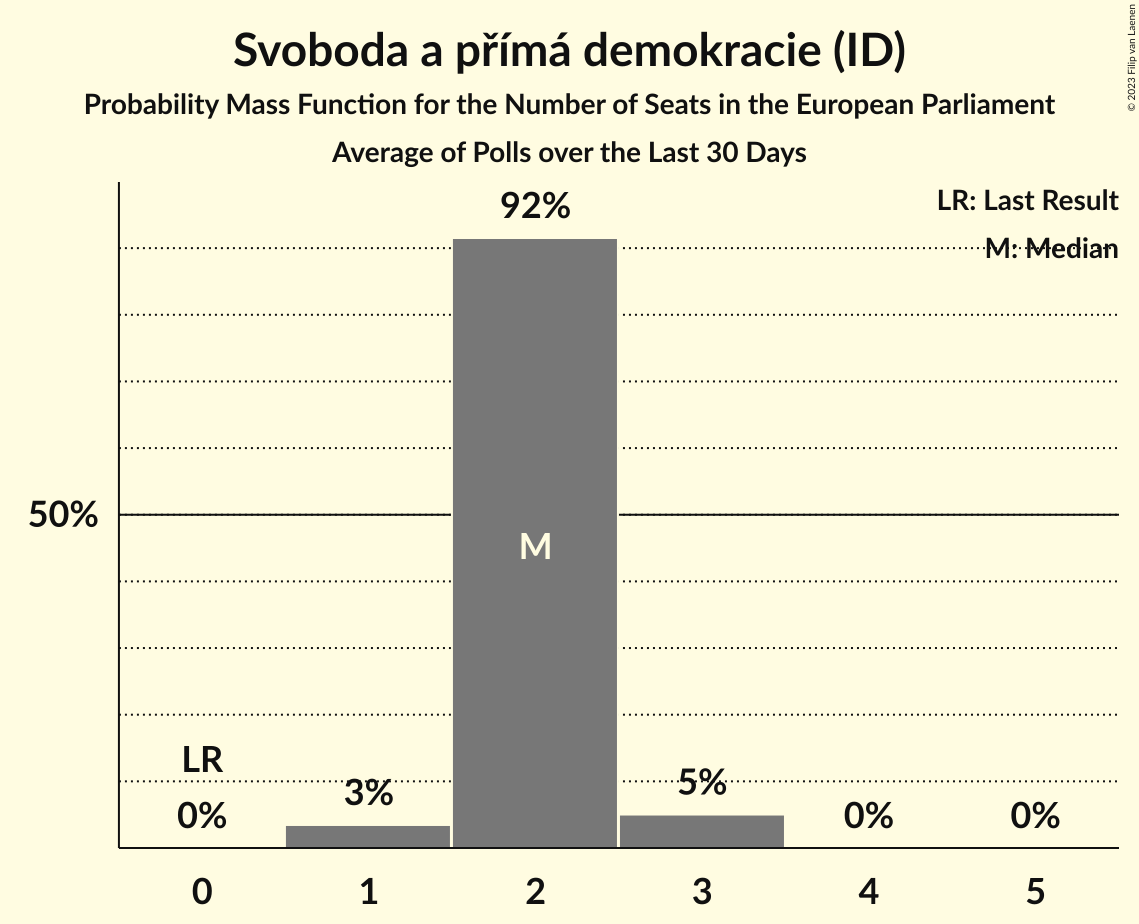 Svoboda a přímá demokracie (ID)
Probability Mass Function for the Number of Seats in the European Parliament
Average of Polls over the Last 30 Days
© 2023 Filip van Laenen
LR: Last Result
M: Median
92%
50%
M
LR
0%
3%
5%
0%
0%
0 1 2 3 4 5